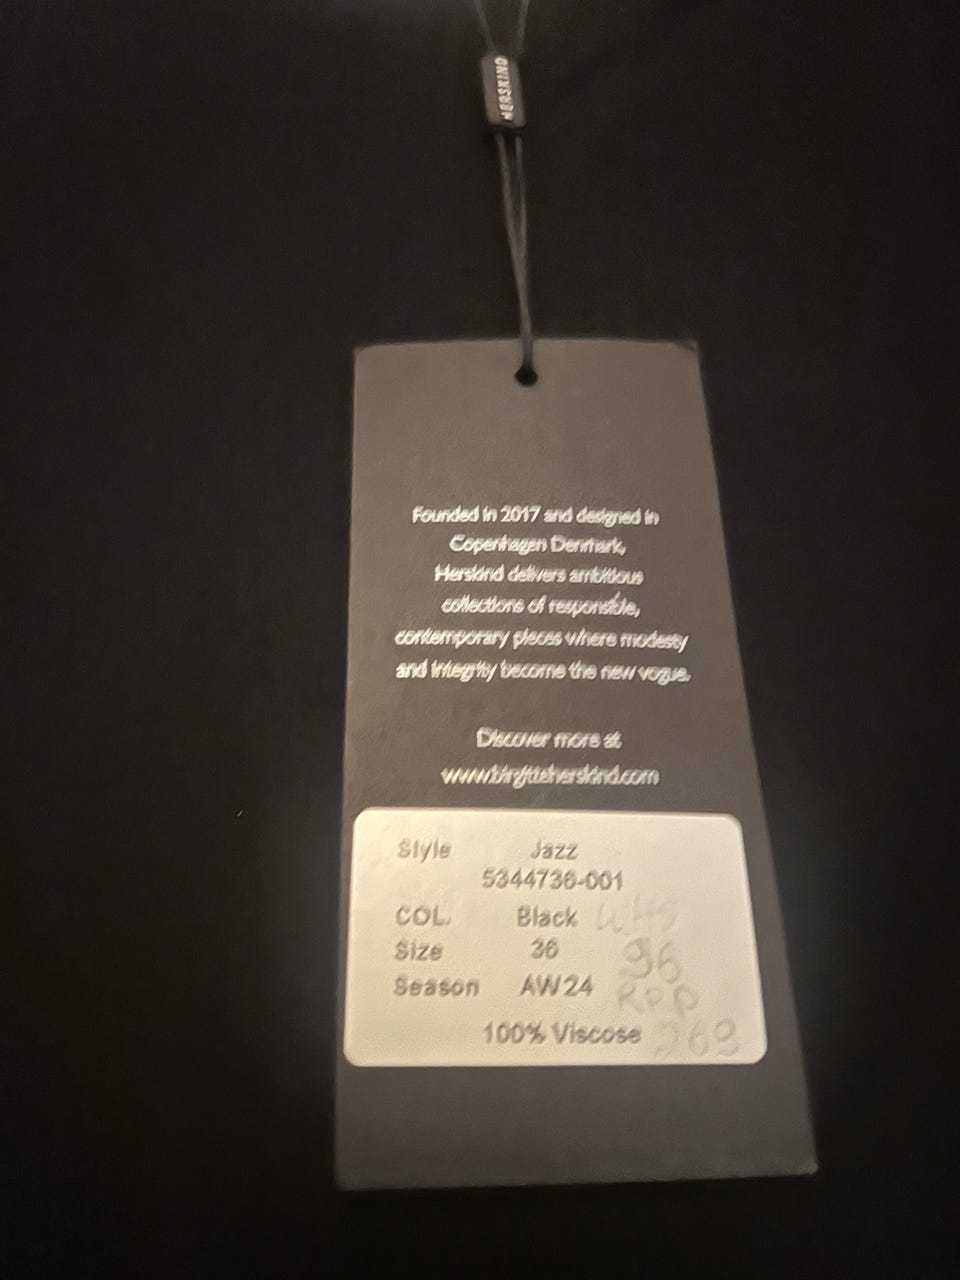 HERSKIND
Founded in 2017 and designed in
Copenhagen Denmark,
Herskind delivers ambitious
collections of responsible,
contemporary pieces where modesty
and integrity become the new vogue.
Discover more at
www.birgitteherskind.com
Style Jazz
5344736-001
COL. Black WHS
Size 36 96
Season AW24 RRP
100% Viscose 269